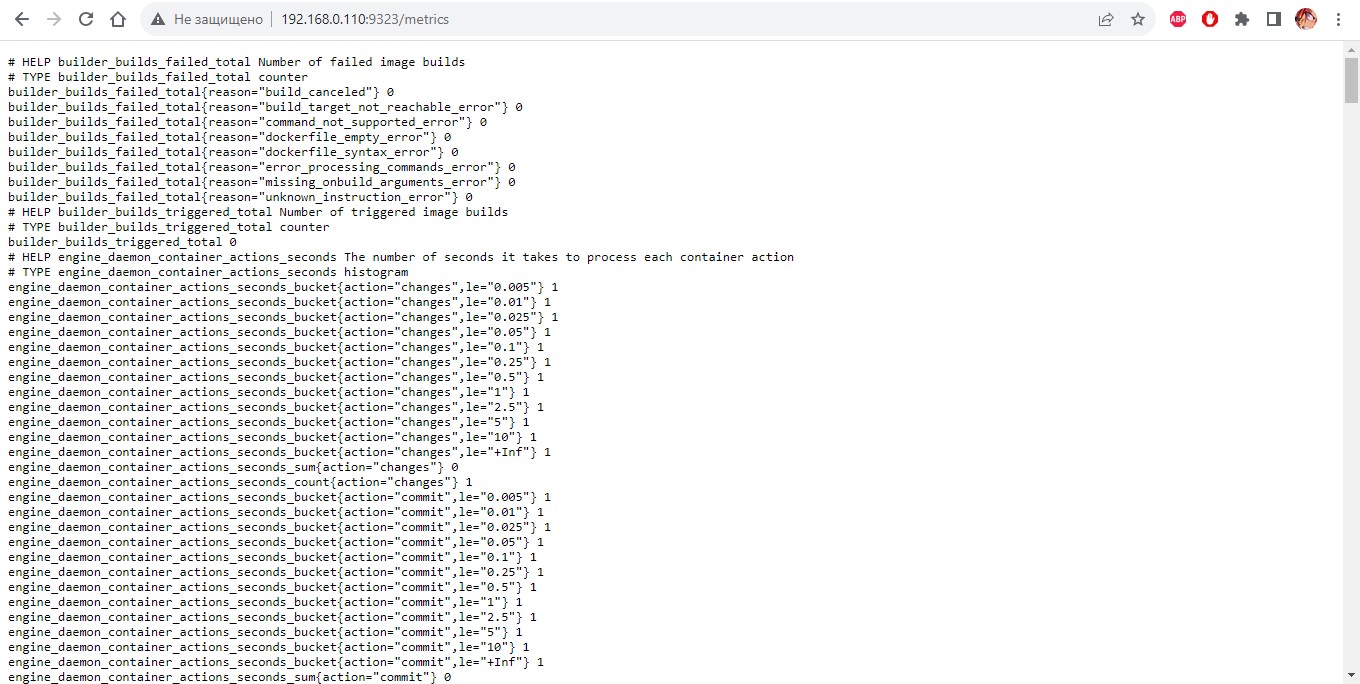 Не защищено 192.168.0.110:9323/metrics
ABP
# HELP builder_builds_failed_total Number of failed image builds
# TYPE builder_builds_failed_total counter
builder_builds_failed_total{reason="build_canceled"} 0
builder_builds_failed_total{reason="build_target_not_reachable_error"} 0
builder_builds_failed_total{reason="command_not_supported_error"} 0
builder_builds_failed_total{reason="dockerfile_empty_error"} 0
builder_builds_failed_total{reason="dockerfile_syntax_error"} 0
builder_builds_failed_total{reason="error_processing_commands_error"} 0
builder_builds_failed_total{reason="missing_onbuild_arguments_error"} 0
builder_builds_failed_total{reason="unknown_instruction_error"} 0
# HELP builder_builds_triggered_total Number of triggered image builds
# TYPE builder_builds_triggered_total counter
builder_builds_triggered_total 0
# HELP engine_daemon_container_actions_seconds The number of seconds it takes to process each container action
# TYPE engine_daemon_container_actions_seconds histogram
engine_daemon_container_actions_seconds_bucket{action="changes",le="0.005"} 1
engine_daemon_container_actions_seconds_bucket{action="changes",le="0.01"} 1
engine_daemon_container_actions_seconds_bucket{action="changes",le="0.025"} 1
engine_daemon_container_actions_seconds_bucket{action="changes",le="0.05"} 1
engine_daemon_container_actions_seconds_bucket{action="changes",le="0.1"} 1
engine_daemon_container_actions_seconds_bucket{action="changes",le="0.25"} 1
engine_daemon_container_actions_seconds_bucket{action="changes",le="0.5"} 1
engine_daemon_container_actions_seconds_bucket{action="changes",le="1"} 1
engine_daemon_container_actions_seconds_bucket{action="changes",le="2.5"} 1
engine_daemon_container_actions_seconds_bucket{action="changes",le="5"} 1
engine_daemon_container_actions_seconds_bucket{action="changes",le="10"} 1
engine_daemon_container_actions_seconds_bucket{action="changes",le="+Inf"} 1
engine_daemon_container_actions_seconds_sum{action="changes"} 0
engine_daemon_container_actions_seconds_count{action="changes"} 1
engine_daemon_container_actions_seconds_bucket{action="commit",le="0.005"} 1
engine_daemon_container_actions_seconds_bucket{action="commit",le="0.01"} 1
engine_daemon_container_actions_seconds_bucket{action="commit",le="0.025"} 1
engine_daemon_container_actions_seconds_bucket{action="commit",le="0.05"} 1
engine_daemon_container_actions_seconds_bucket{action="commit",le="0.1"} 1
engine_daemon_container_actions_seconds_bucket{action="commit",le="0.25"} 1
engine_daemon_container_actions_seconds_bucket{action="commit",le="0.5"} 1
engine_daemon_container_actions_seconds_bucket{action="commit",le="1"} 1
engine_daemon_container_actions_seconds_bucket{action="commit",le="2.5"} 1
engine_daemon_container_actions_seconds_bucket{action="commit",le="5"} 1
engine_daemon_container_actions_seconds_bucket{action="commit",le="10"} 1
engine_daemon_container_actions_seconds_bucket{action="commit",le="+Inf"} 1
engine_daemon_container_actions_seconds_sum{action="commit"} 0